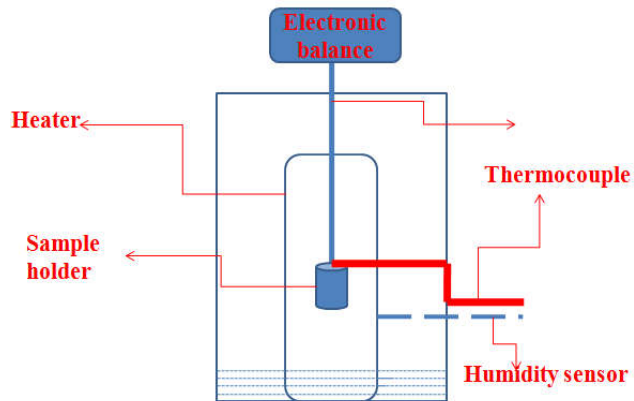 Electronic
balance
Heater
Thermocouple
Sample
holder
Humidity sensor